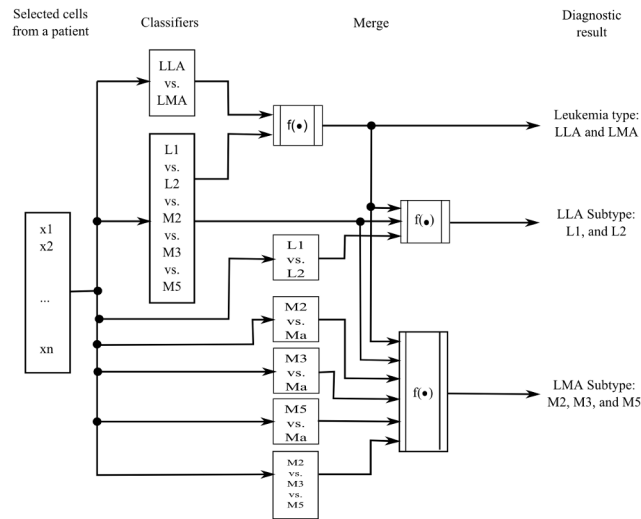 Selected cells
from a patient
Classifiers
Merge
Diagnostic
result
LLA
vs.
LMA
f(•)
Leukemia type:
LLA and LMA
L1
vs.
L2
vs.
M2
vs.
M3
vs.
M5
x1
x2
...
xn
f(•)
LLA Subtype:
L1, and L2
L1
vs.
L2
M2
vs.
Ma
M3
vs.
Ma
M5
vs.
Ma
M2
vs.
M3
vs.
M5
f(•)
LMA Subtype:
M2, M3, and M5